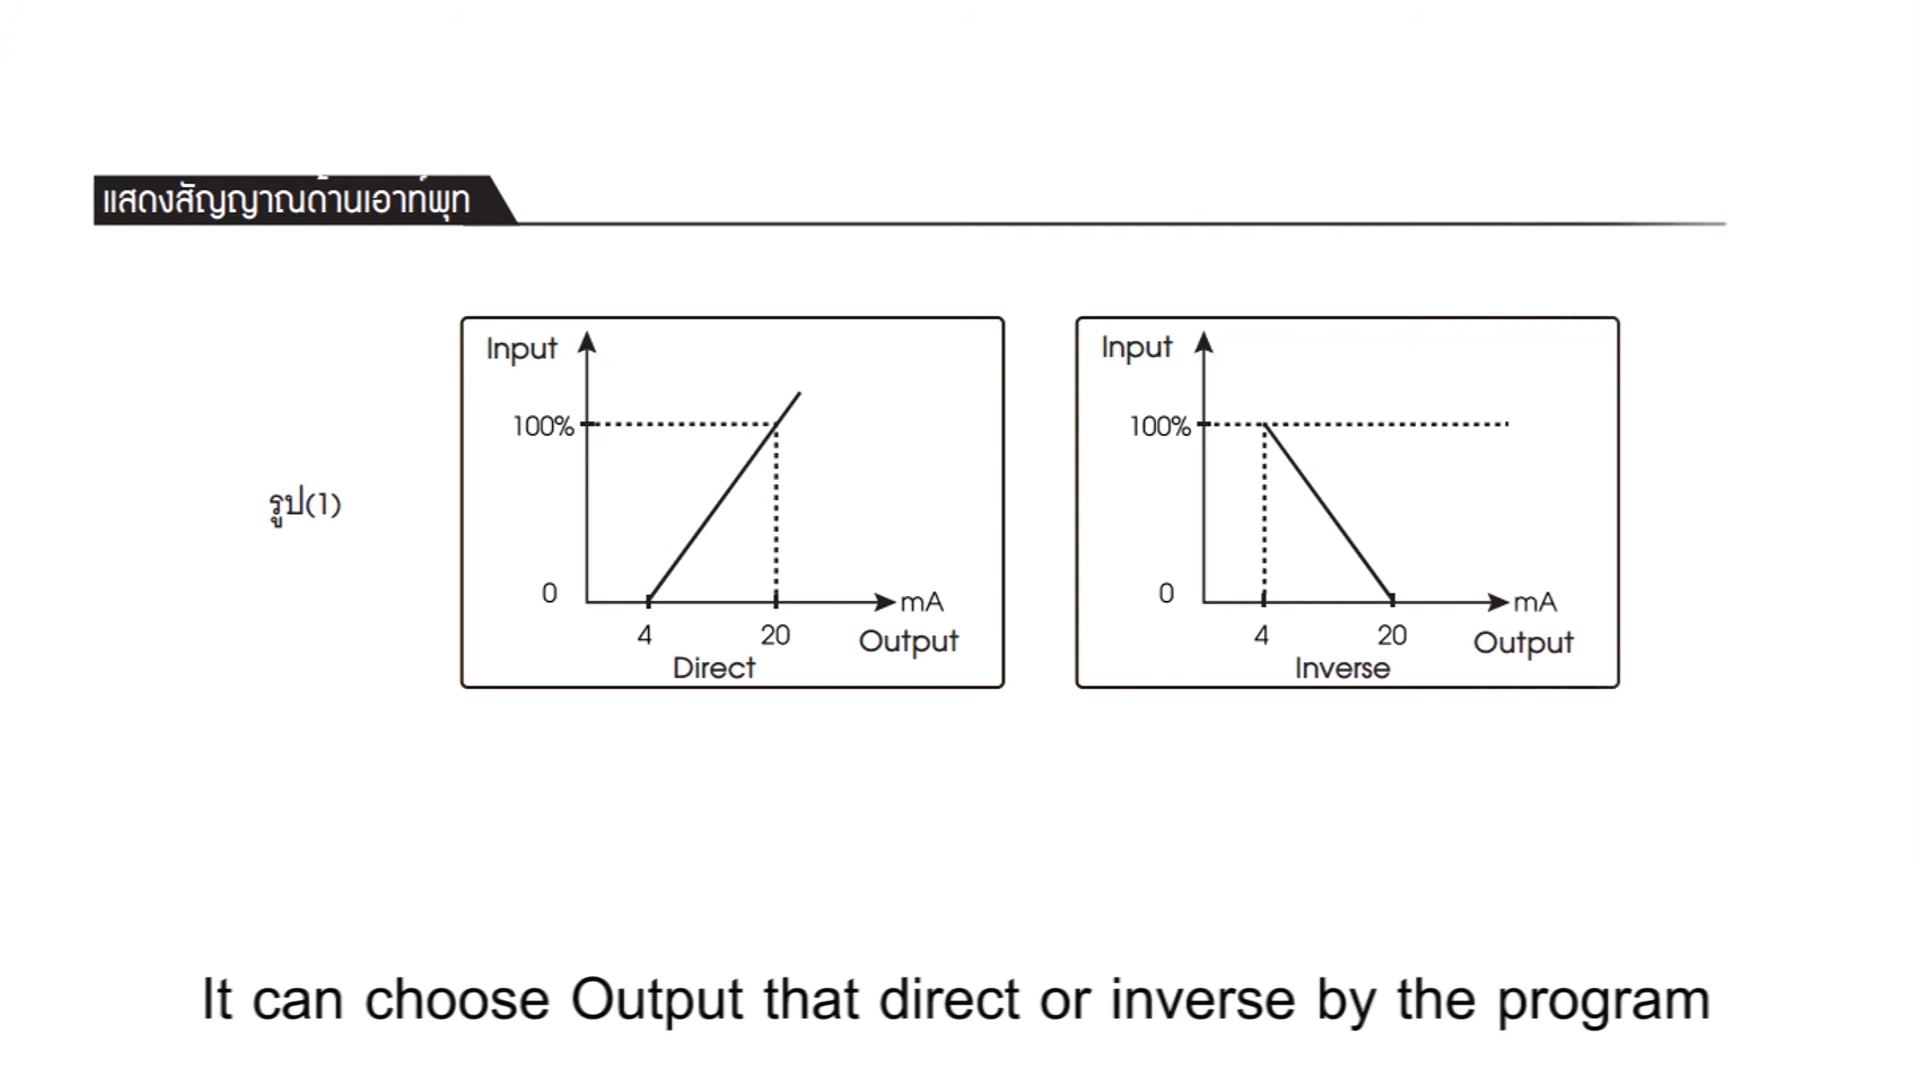 แสดงสัญญาณด้านเอาท์พุท
รูป(1)
Input
100%
0
4
20
mA
Output
Direct
Input
100%
0
4
20
mA
Output
Inverse
It can choose Output that direct or inverse by the program